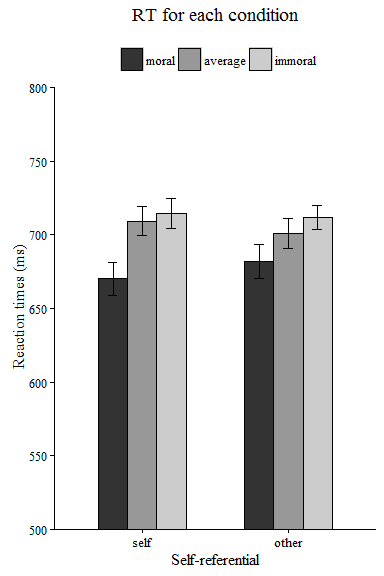 RT for each condition
moral average immoral
800
750
700
650
600
550
500
Reaction times (ms)
self other
Self-referential